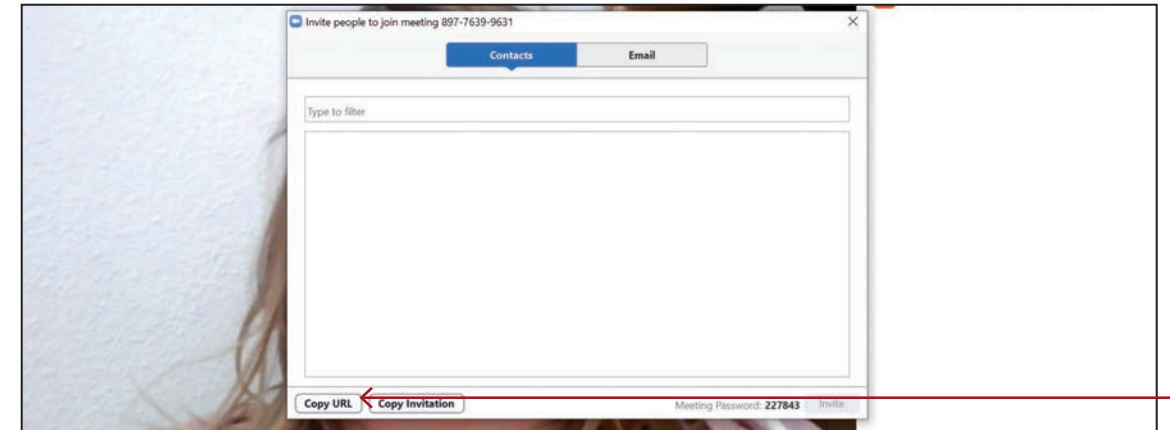 Invite people to join meeting 897-7639-9631
Contacts Email
Type to filter
Copy URL Copy Invitation Meeting Password: 227843 Invite